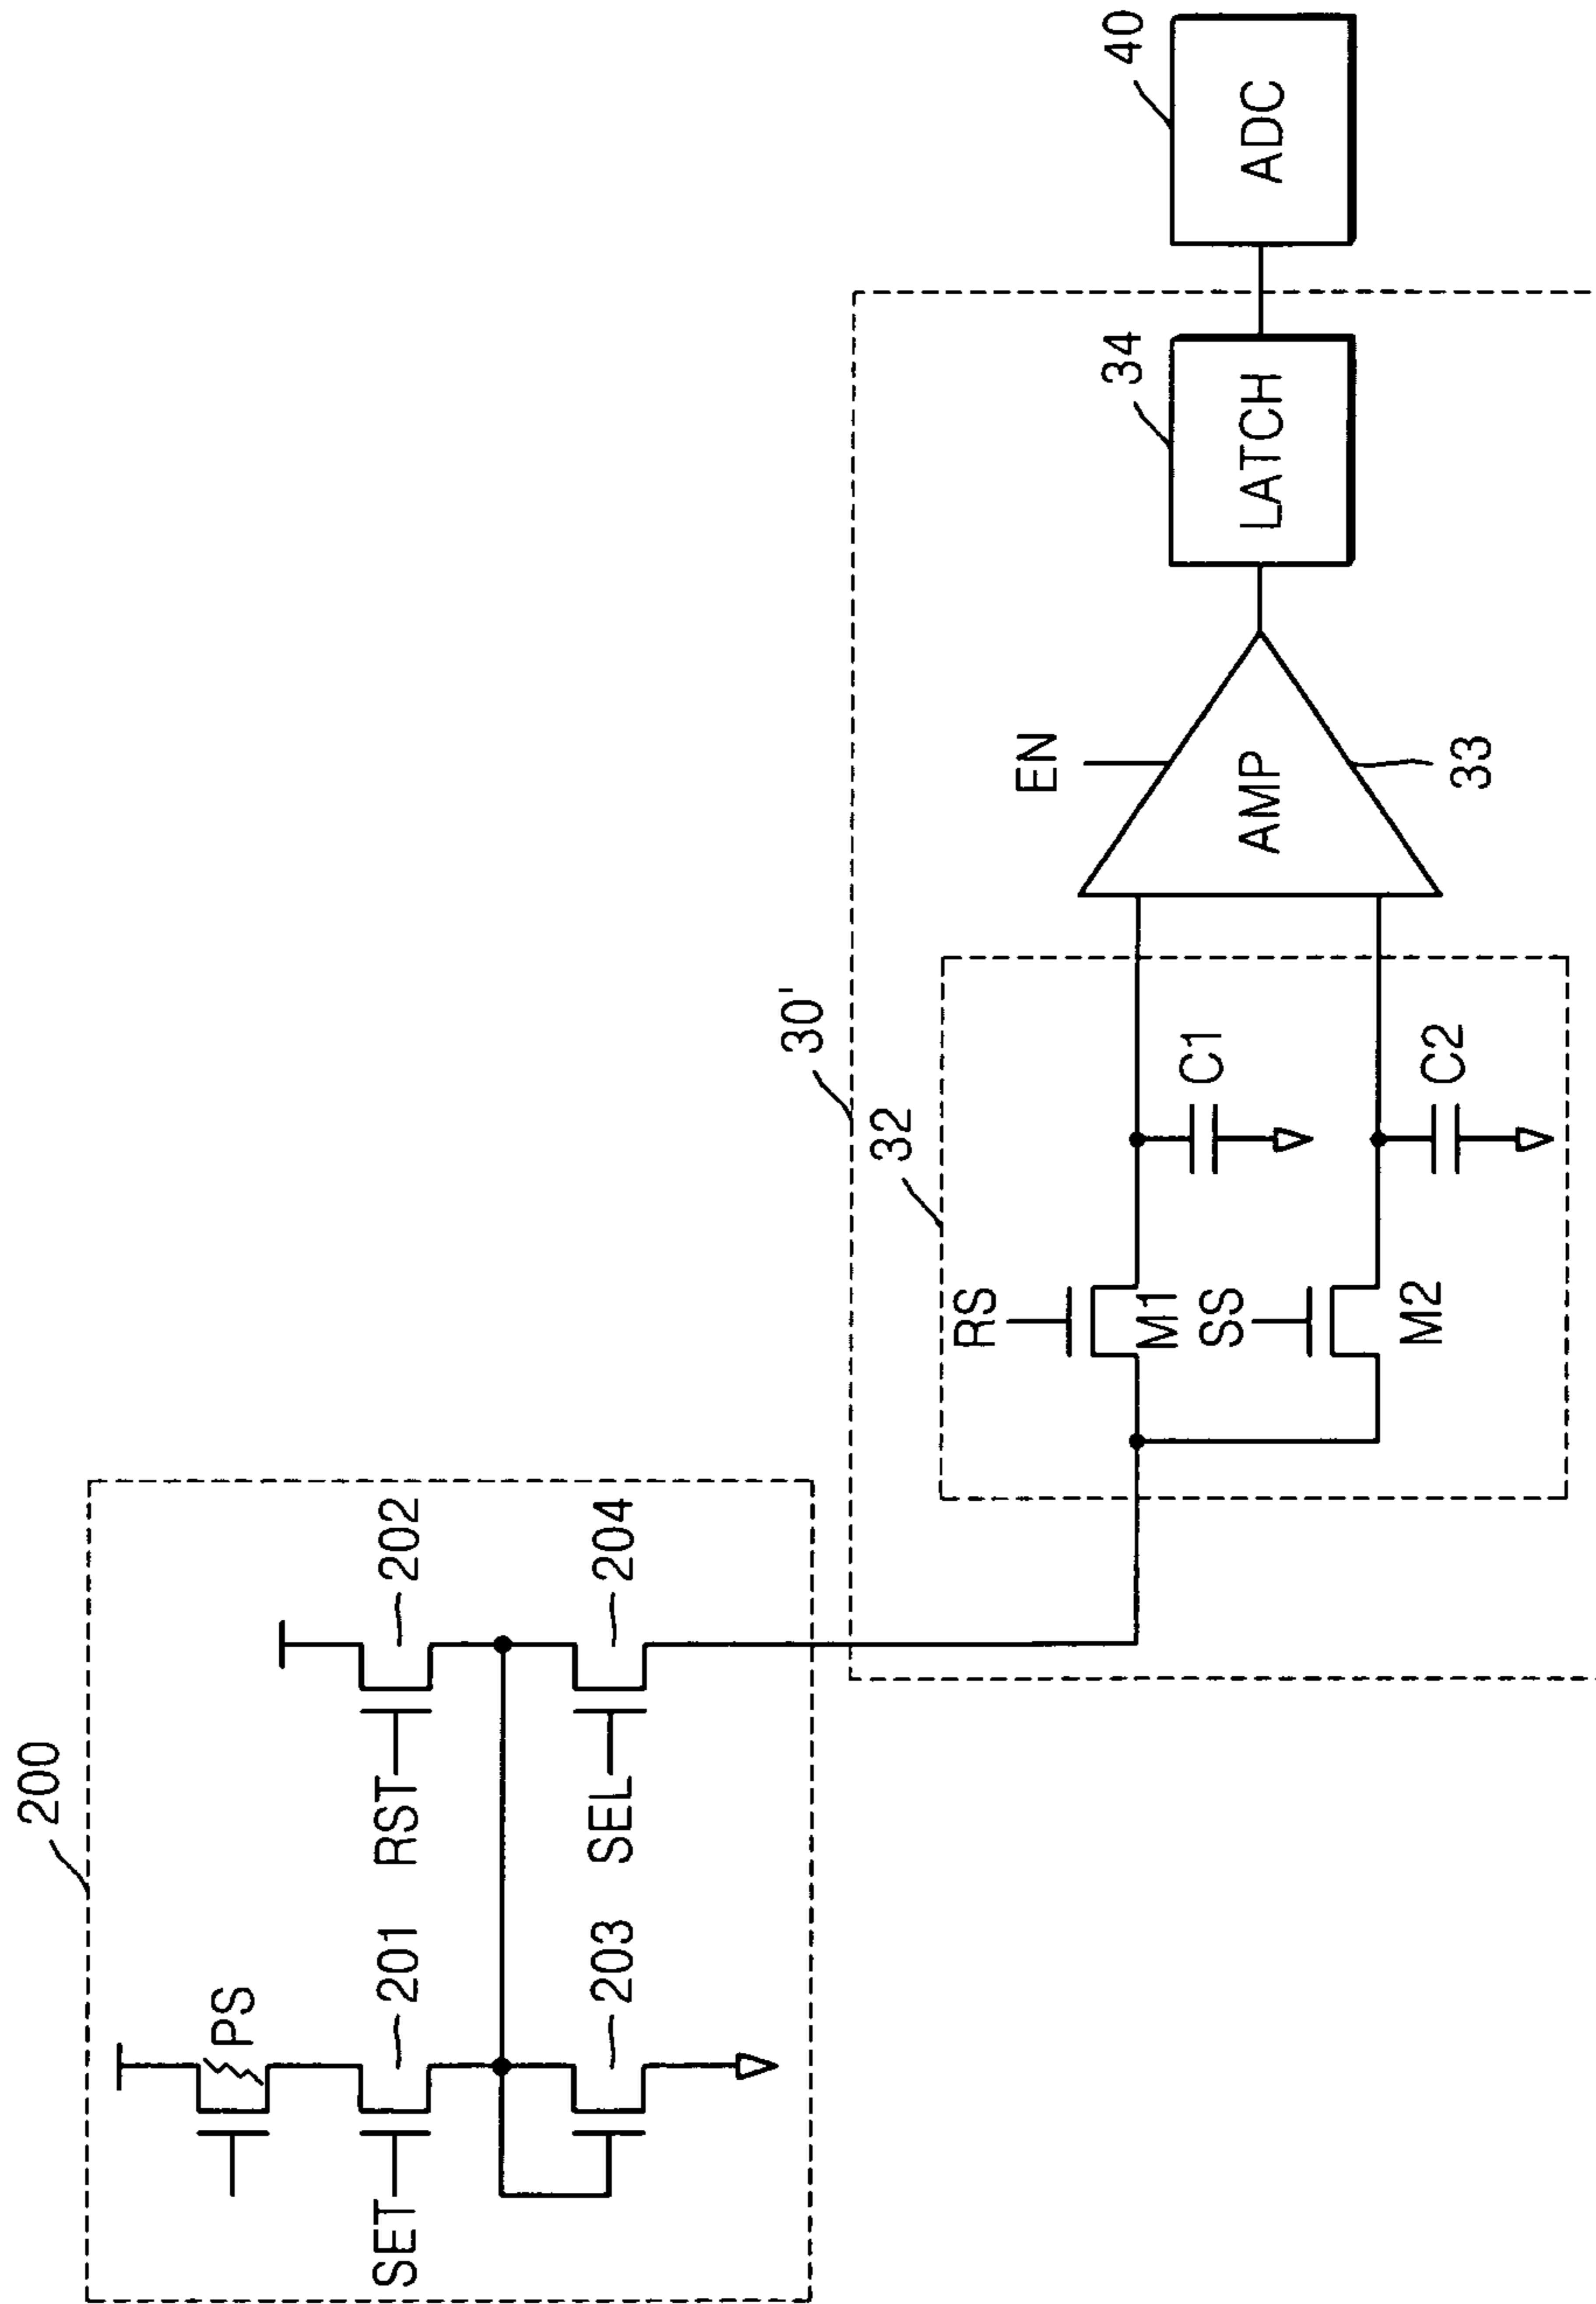 200
PS
SET
201
RST
202
203
SEL
204
30'
32
RS
M1
C1
SS
M2
C2
EN
AMP
33
LATCH
34
ADC
40